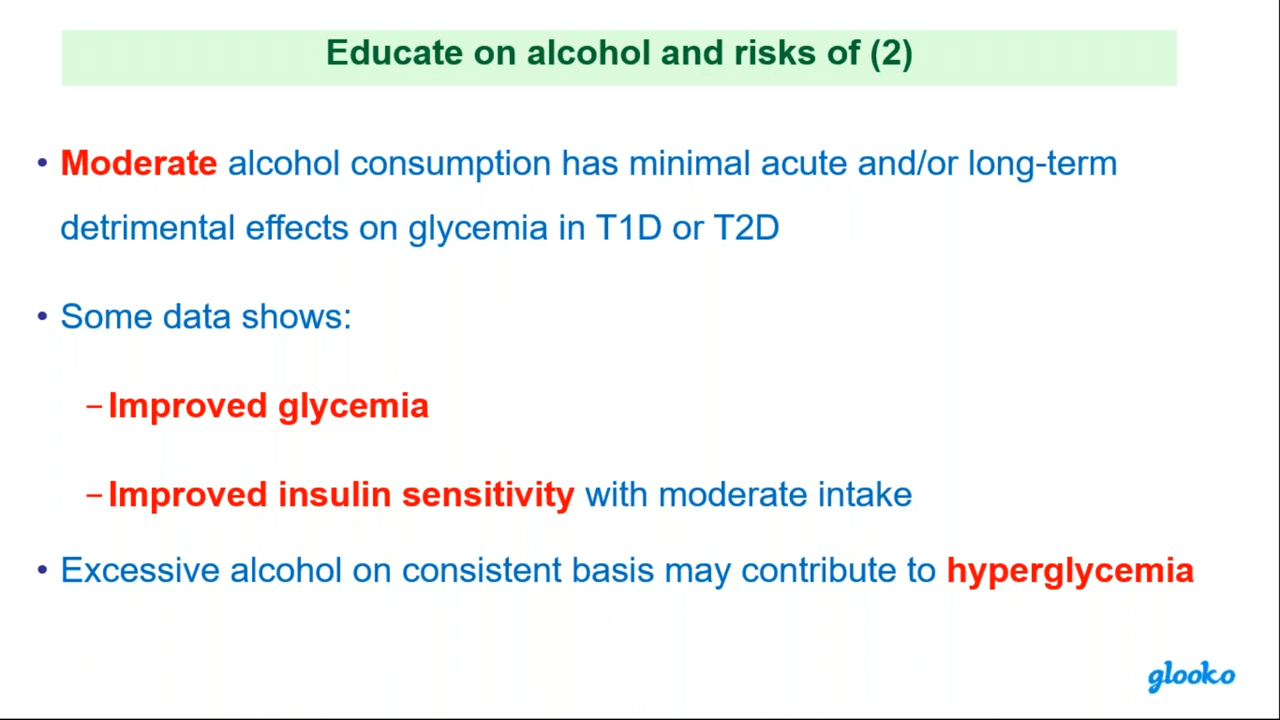 Educate on alcohol and risks of (2)
• Moderate alcohol consumption has minimal acute and/or long-term
detrimental effects on glycemia in T1D or T2D
• Some data shows:
– Improved glycemia
– Improved insulin sensitivity with moderate intake
• Excessive alcohol on consistent basis may contribute to hyperglycemia
glooko